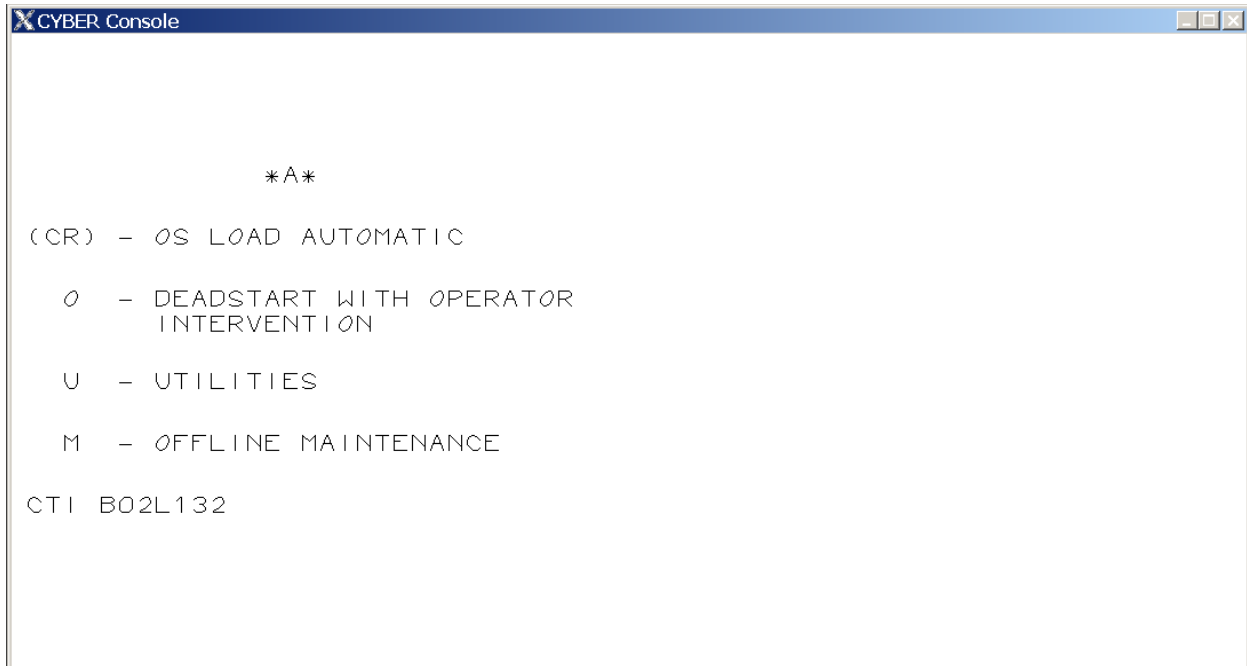 CYBER Console
*A*
(CR) - OS LOAD AUTOMATIC
O - DEADSTART WITH OPERATOR
INTERVENTION
U - UTILITIES
M - OFFLINE MAINTENANCE
CTI B02L132